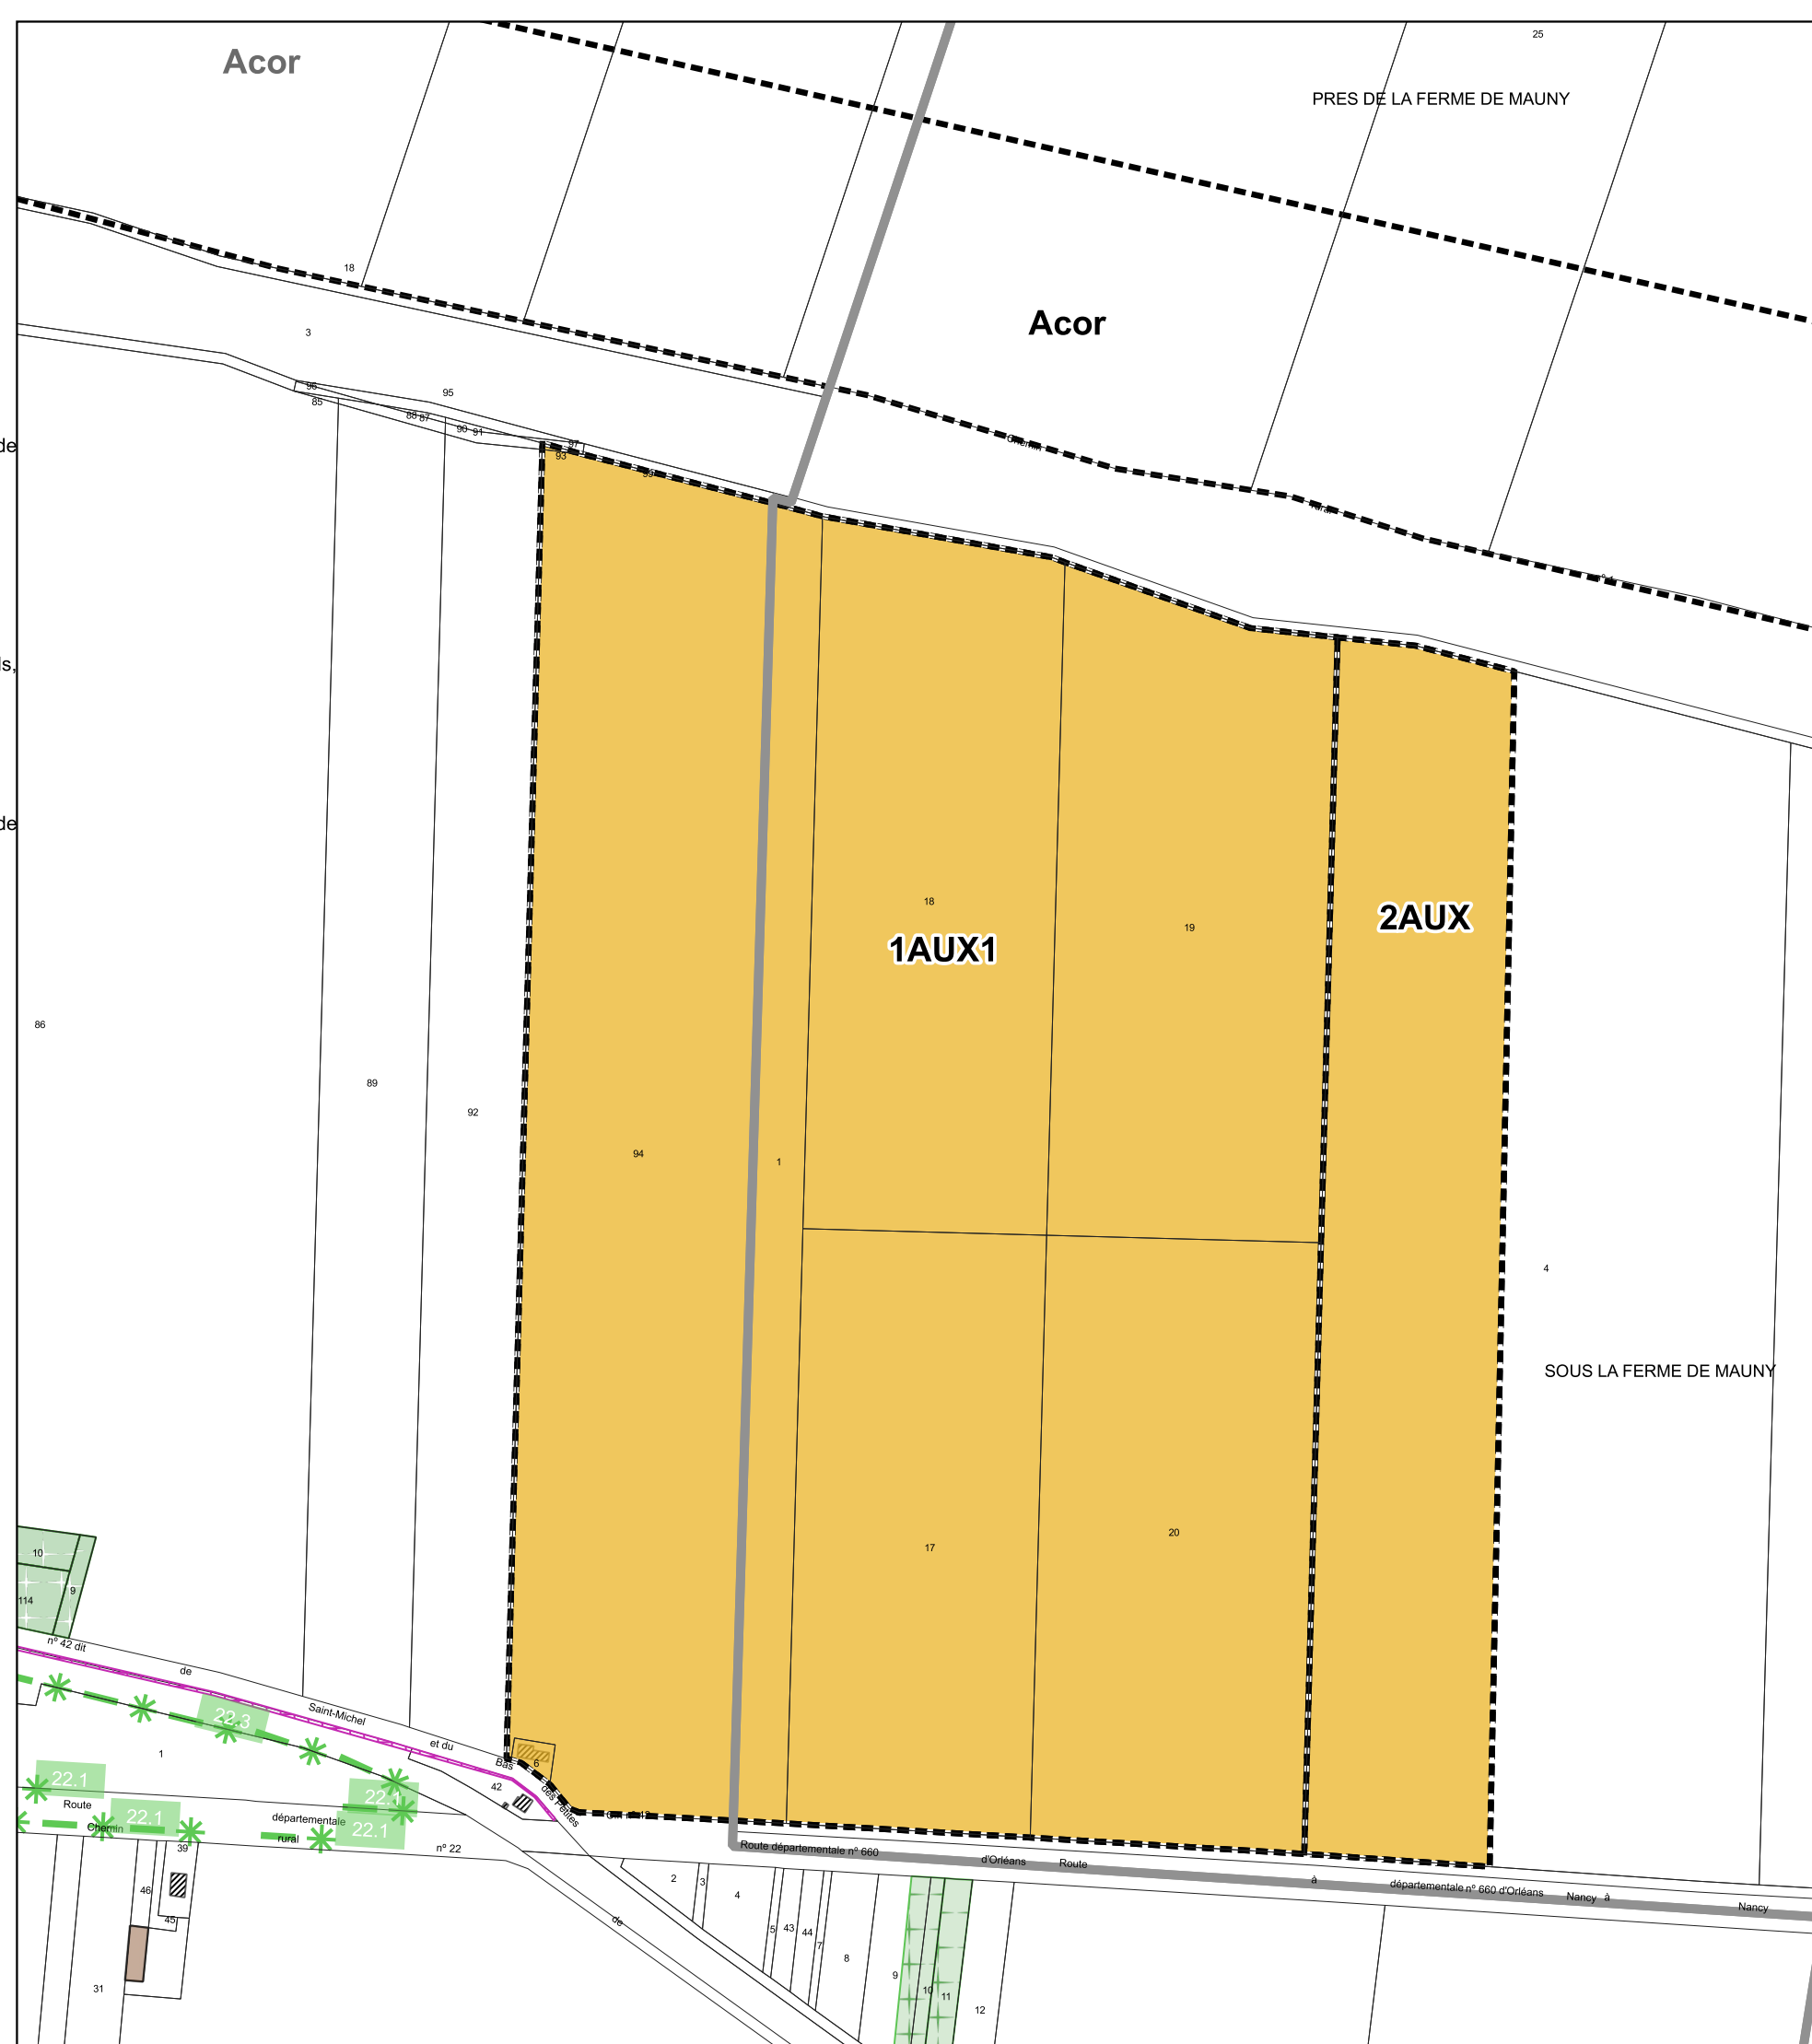 25
Acor
PRES DE LA FERME DE MAUNY
18
Acor
3
96
95
85
88
87
90
91
Chemin
de
97
93
99
rural
n° 1
ls,
de
18
19
2AUX
1AUX1
86
89
92
94
1
4
SOUS LA FERME DE MAUNY
20
17
10
9
114
n° 42 dit
de
22.3
Saint-Michel
et du
1
Bas
6
22.1
42
22.1
des Peutes
Route
22.1
départementale
Chemin
rural
22.1
n° 22
39
Route départementale n° 660
d'Orléans
Route
à
départementale n° 660 d'Orléans
Nancy
à
Nancy
2
3
4
46
45
de
5
43
44
7
8
9
10
11
12
31